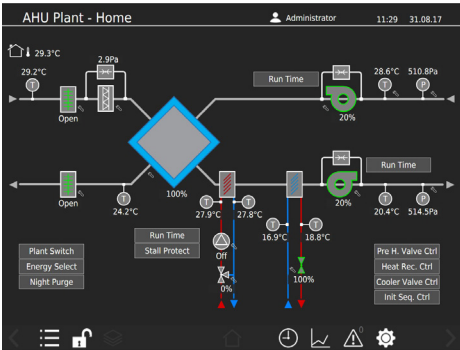 AHU Plant - Home
Administrator
11:29 31.08.17
29.3°C
29.2°C
2.9Pa
28.6°C 510.8Pa
T
T
P
Run Time
Open
20%
100%
Run Time
Open
24.2°C
T
27.9°C 27.8°C
T
T
20%
20.4°C 514.5Pa
T
P
Run Time
Stall Protect
Off
0%
16.9°C 18.8°C
T
T
100%
Plant Switch
Energy Select
Night Purge
Pre H. Valve Ctrl
Heat Rec. Ctrl
Cooler Valve Ctrl
Init Seq. Ctrl
0